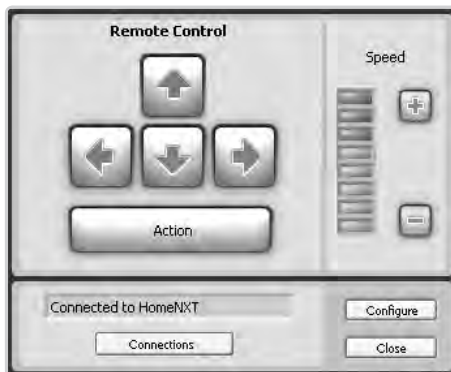 Remote Control
Speed
Action
Connected to HomeNXT
Configure
Connections
Close